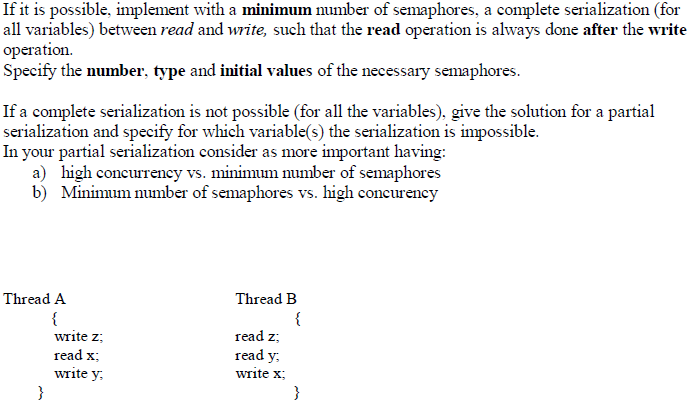 If it is possible, implement with a minimum number of semaphores, a complete serialization (for
all variables) between read and write, such that the read operation is always done after the write
operation.
Specify the number, type and initial values of the necessary semaphores.
If a complete serialization is not possible (for all the variables), give the solution for a partial
serialization and specify for which variable(s) the serialization is impossible.
In your partial serialization consider as more important having:
a) high concurrency vs. minimum number of semaphores
b) Minimum number of semaphores vs. high concurency
Thread A Thread B
{ {
write z; read z;
read x; read y;
write y; write x;
} }